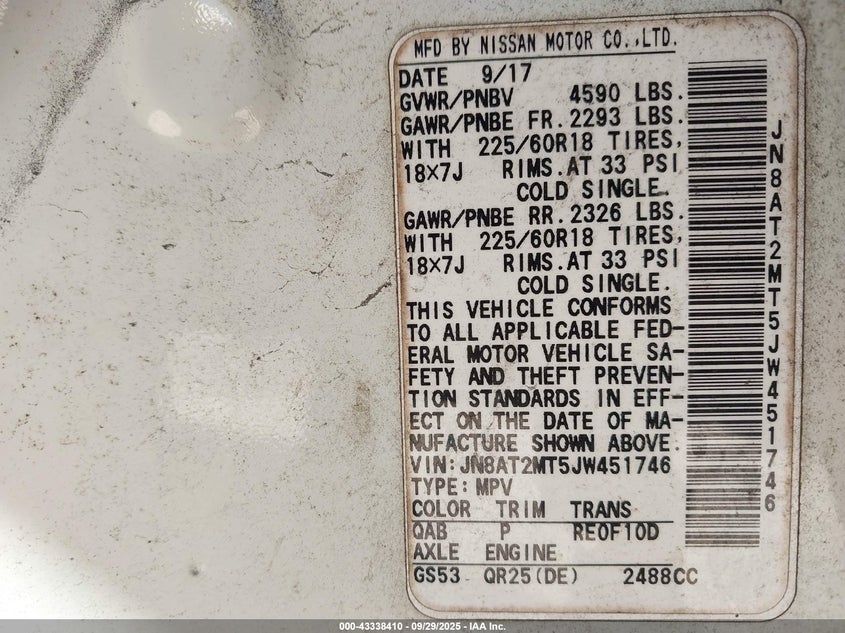 MFD BY NISSAN MOTOR CO.,LTD.
DATE 9/17
GVWR/PNBV 4590 LBS.
GAWR/PNBE FR. 2293 LBS.
WITH 225/60R18 TIRES,
18×7J RIMS.AT 33 PSI
COLD SINGLE.
GAWR/PNBE RR. 2326 LBS.
WITH 225/60R18 TIRES,
18×7J RIMS.AT 33 PSI
COLD SINGLE.
THIS VEHICLE CONFORMS
TO ALL APPLICABLE FED-
ERAL MOTOR VEHICLE SA-
FETY AND THEFT PREVEN-
TION STANDARDS IN EFF-
ECT ON THE DATE OF MA-
NUFACTURE SHOWN ABOVE.
VIN:JN8AT2MT5JW451746
TYPE:MPV
COLOR TRIM TRANS
QAB P RE0F10D
AXLE ENGINE
GS53 QR25(DE) 2488CC
JN8AT2MT5JW451746
000-43338410 - 09/29/2025 - IAA Inc.